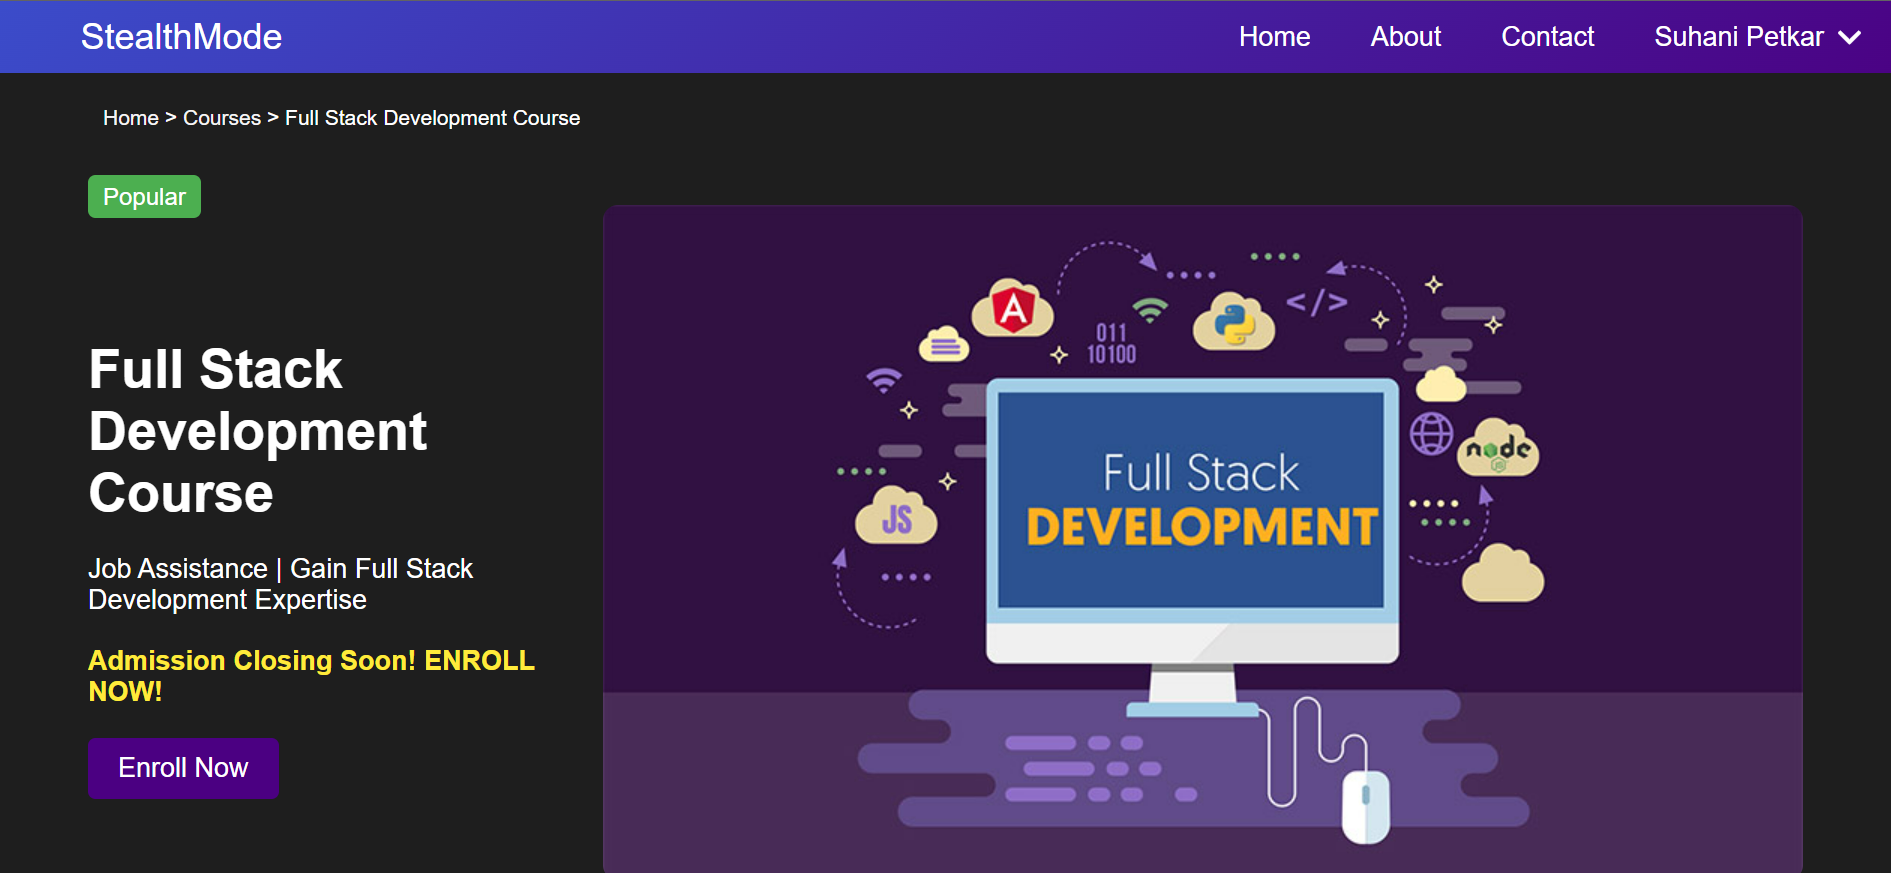 StealthMode
Home
About
Contact
Suhani Petkar
Home > Courses > Full Stack Development Course
Popular
Full Stack
Development
Course
Job Assistance | Gain Full Stack
Development Expertise
Admission Closing Soon! ENROLL
NOW!
Enroll Now
A
011
10100
</>
JS
node
JS
Full Stack
DEVELOPMENT